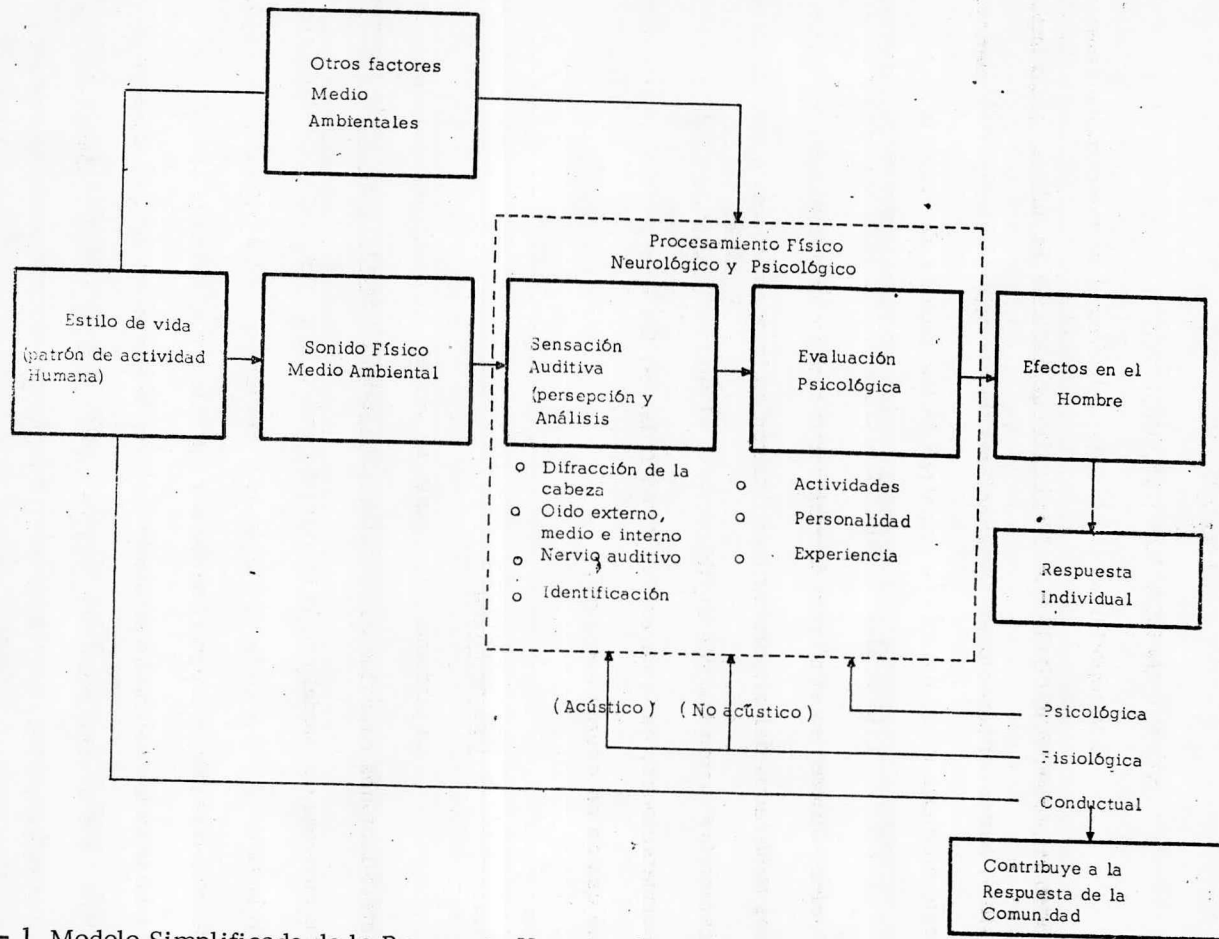 Otros factores
Medio
Ambientales
Procesamiento Físico
Neurológico y Psicológico
Estilo de vida
(patrón de actividad
Humana)
Sonido Físico
Medio Ambiental
Sensación
Auditiva
(persepción y
Análisis
Evaluación
Psicológica
Efectos en el
Hombre
o Difracción de la
cabeza
o Oido externo,
medio e interno
o Nervio auditivo
o Identificación
o Actividades
o Personalidad
o Experiencia
Respuesta
Individual
(Acústico) (No acústico)
Psicológica
Fisiológica
Conductual
Contribuye a la
Respuesta de la
Comunidad
- 1 Modelo Simplificado de la